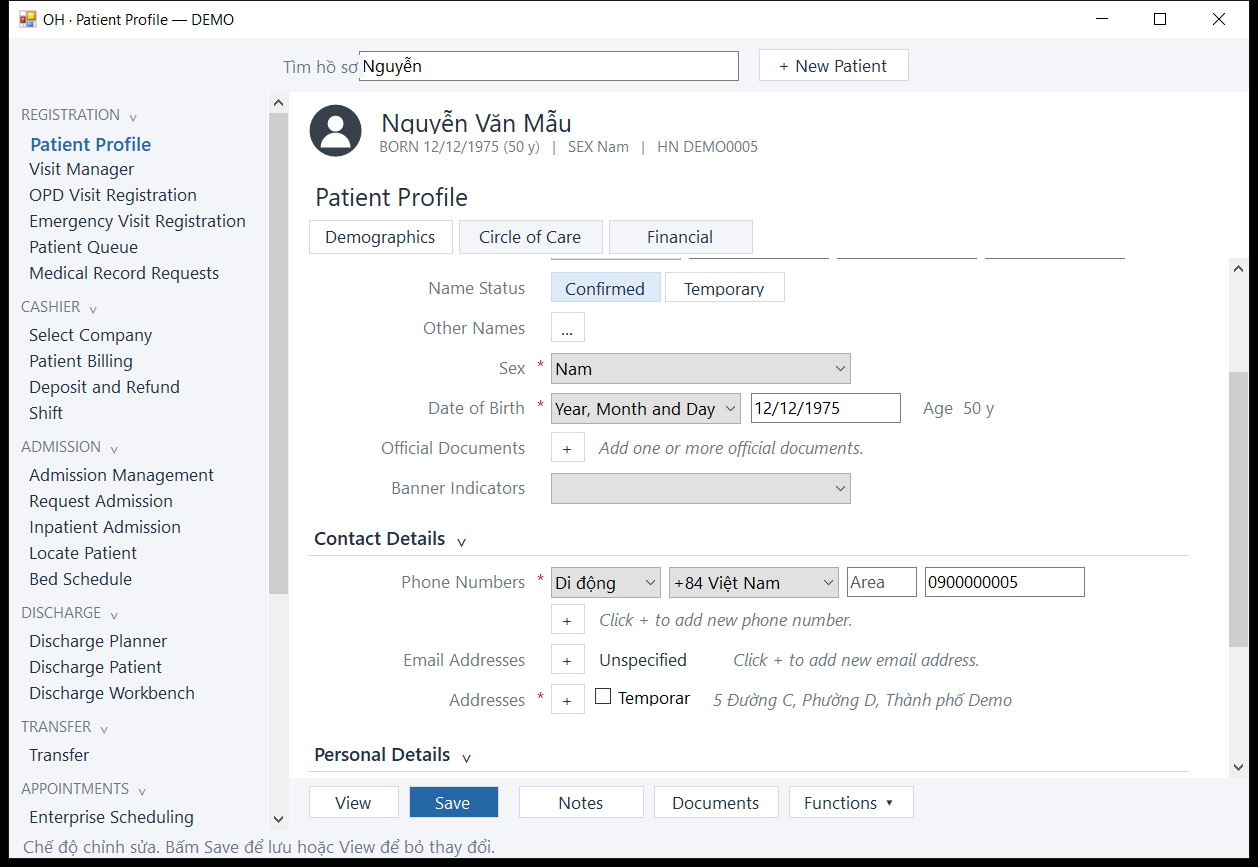 OH · Patient Profile — DEMO
Tìm hồ sơ Nguyễn + New Patient
REGISTRATION v
Patient Profile
Visit Manager
OPD Visit Registration
Emergency Visit Registration
Patient Queue
Medical Record Requests
CASHIER v
Select Company
Patient Billing
Deposit and Refund
Shift
ADMISSION v
Admission Management
Request Admission
Inpatient Admission
Locate Patient
Bed Schedule
DISCHARGE v
Discharge Planner
Discharge Patient
Discharge Workbench
TRANSFER v
Transfer
APPOINTMENTS v
Enterprise Scheduling
Nguyễn Văn Mẫu
BORN 12/12/1975 (50 y) | SEX Nam | HN DEMO0005
Patient Profile
Demographics Circle of Care Financial
Name Status Confirmed Temporary
Other Names ...
Sex * Nam
Date of Birth * Year, Month and Day 12/12/1975 Age 50 y
Official Documents + Add one or more official documents.
Banner Indicators
Contact Details v
Phone Numbers * Di động +84 Việt Nam Area 0900000005
+ Click + to add new phone number.
Email Addresses + Unspecified Click + to add new email address.
Addresses * + Temporar 5 Đường C, Phường D, Thành phố Demo
Personal Details v
View Save Notes Documents Functions ▾
Chế độ chỉnh sửa. Bấm Save để lưu hoặc View để bỏ thay đổi.